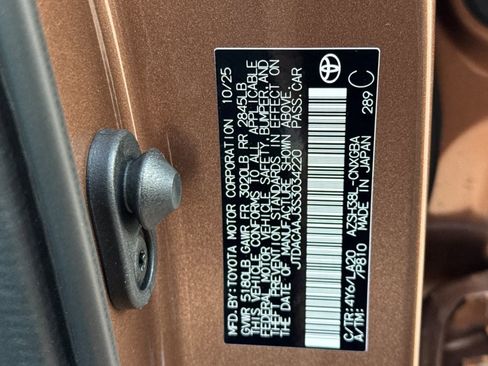 MFD.BY: TOYOTA MOTOR CORPORATION 10/25
GVWR 5180LB GAWR FR 3020LB RR 2845LB
THIS VEHICLE CONFORMS TO ALL APPLICABLE
FEDERAL MOTOR VEHICLE SAFETY, BUMPER, AND
THEFT PREVENTION STANDARDS IN EFFECT ON
THE DATE OF MANUFACTURE SHOWN ABOVE.
JTDACAAJ3S3034220 PASS.CAR
C/TR: 4Y6/LA20 AZSH38L-CNXGBA
A/TM: /P810 MADE IN JAPAN 289 C